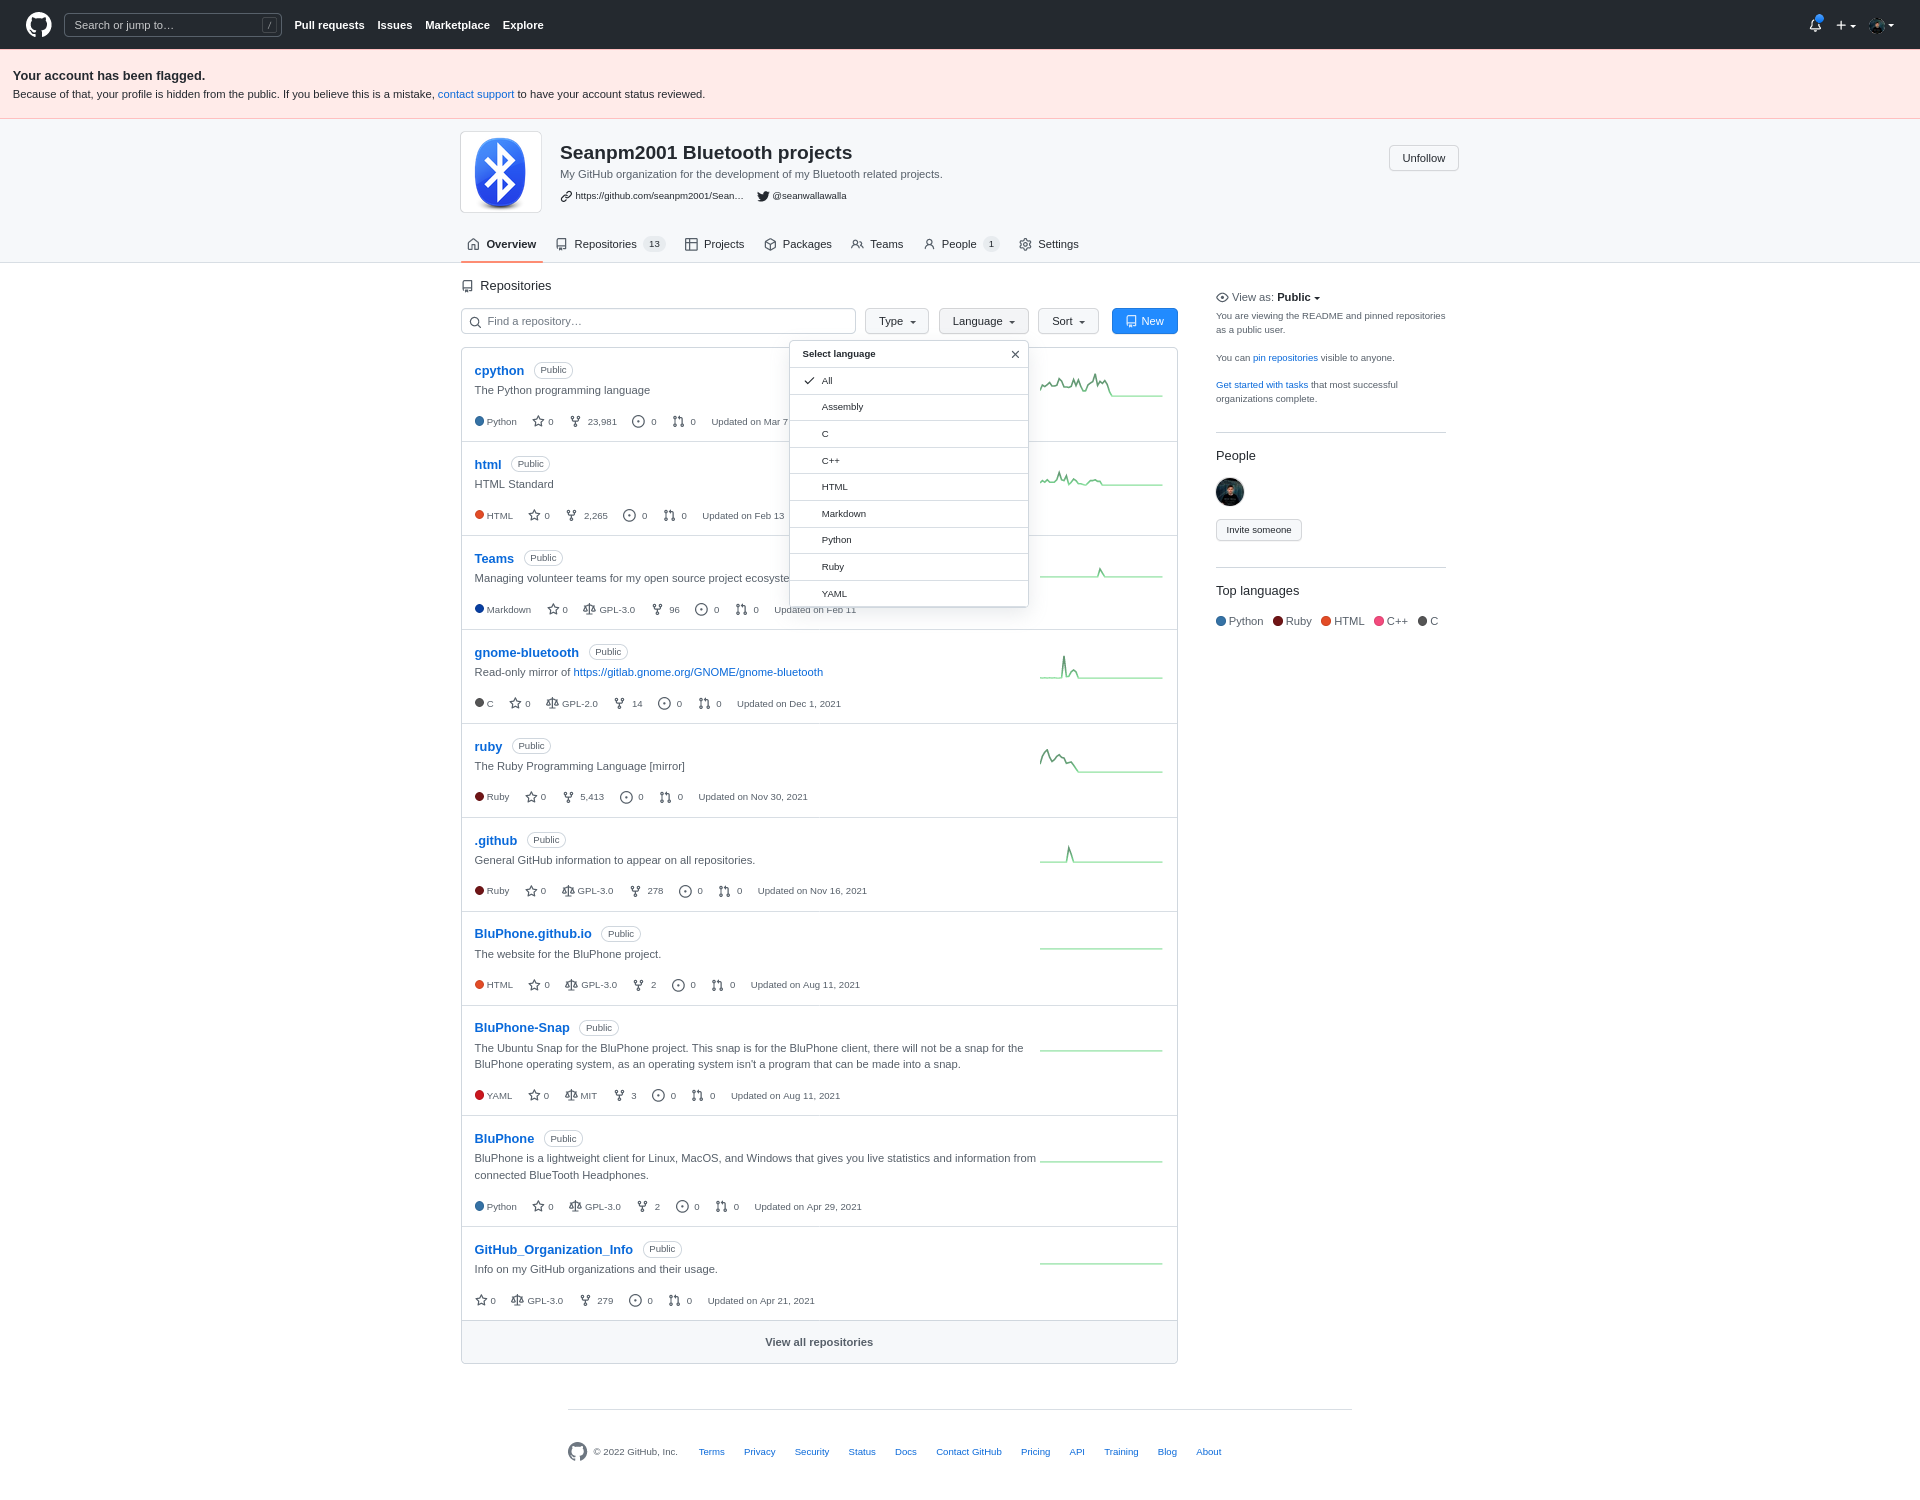 Search or jump to…
/
Pull requests
Issues
Marketplace
Explore
Your account has been flagged.
Because of that, your profile is hidden from the public. If you believe this is a mistake, contact support to have your account status reviewed.
Seanpm2001 Bluetooth projects
My GitHub organization for the development of my Bluetooth related projects.
https://github.com/seanpm2001/Sean… @seanwallawalla
Unfollow
Overview Repositories 13 Projects Packages Teams People 1 Settings
Repositories
Find a repository… Type Language Sort New
Select language
All
Assembly
C
C++
HTML
Markdown
Python
Ruby
YAML
cpython Public
The Python programming language
Python 0 23,981 0 0 Updated on Mar 7
html Public
HTML Standard
HTML 0 2,265 0 0 Updated on Feb 13
Teams Public
Managing volunteer teams for my open source project ecosyste
Markdown 0 GPL-3.0 96 0 0 Updated on Feb 11
gnome-bluetooth Public
Read-only mirror of https://gitlab.gnome.org/GNOME/gnome-bluetooth
C 0 GPL-2.0 14 0 0 Updated on Dec 1, 2021
ruby Public
The Ruby Programming Language [mirror]
Ruby 0 5,413 0 0 Updated on Nov 30, 2021
.github Public
General GitHub information to appear on all repositories.
Ruby 0 GPL-3.0 278 0 0 Updated on Nov 16, 2021
BluPhone.github.io Public
The website for the BluPhone project.
HTML 0 GPL-3.0 2 0 0 Updated on Aug 11, 2021
BluPhone-Snap Public
The Ubuntu Snap for the BluPhone project. This snap is for the BluPhone client, there will not be a snap for the
BluPhone operating system, as an operating system isn't a program that can be made into a snap.
YAML 0 MIT 3 0 0 Updated on Aug 11, 2021
BluPhone Public
BluPhone is a lightweight client for Linux, MacOS, and Windows that gives you live statistics and information from
connected BlueTooth Headphones.
Python 0 GPL-3.0 2 0 0 Updated on Apr 29, 2021
GitHub_Organization_Info Public
Info on my GitHub organizations and their usage.
0 GPL-3.0 279 0 0 Updated on Apr 21, 2021
View all repositories
View as: Public
You are viewing the README and pinned repositories
as a public user.
You can pin repositories visible to anyone.
Get started with tasks that most successful
organizations complete.
People
Invite someone
Top languages
Python Ruby HTML C++ C
© 2022 GitHub, Inc. Terms Privacy Security Status Docs Contact GitHub Pricing API Training Blog About